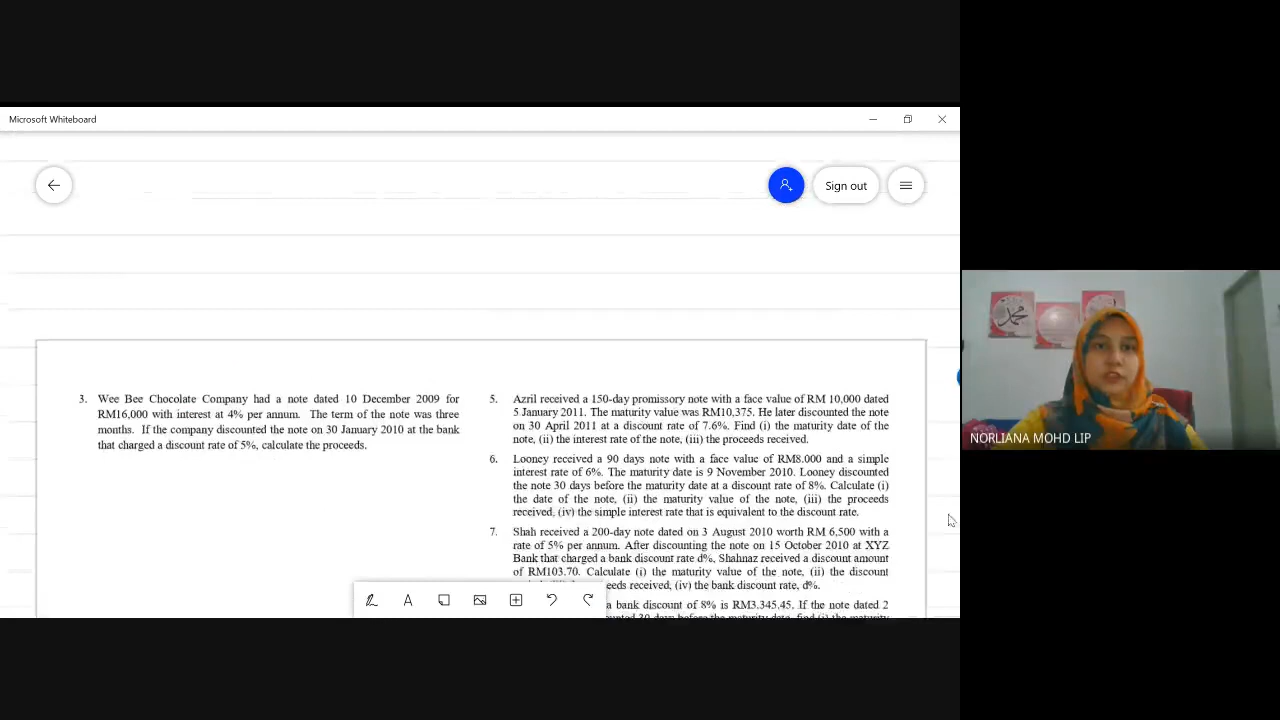 Microsoft Whiteboard
Sign out
3. Wee Bee Chocolate Company had a note dated 10 December 2009 for
RM16,000 with interest at 4% per annum. The term of the note was three
months. If the company discounted the note on 30 January 2010 at the bank
that charged a discount rate of 5%, calculate the proceeds.
5. Azril received a 150-day promissory note with a face value of RM 10,000 dated
5 January 2011. The maturity value was RM10,375. He later discounted the note
on 30 April 2011 at a discount rate of 7.6%. Find (i) the maturity date of the
note, (ii) the interest rate of the note, (iii) the proceeds received.
6. Looney received a 90 days note with a face value of RM8.000 and a simple
interest rate of 6%. The maturity date is 9 November 2010. Looney discounted
the note 30 days before the maturity date at a discount rate of 8%. Calculate (i)
the date of the note, (ii) the maturity value of the note, (iii) the proceeds
received, (iv) the simple interest rate that is equivalent to the discount rate.
7. Shah received a 200-day note dated on 3 August 2010 worth RM 6,500 with a
rate of 5% per annum. After discounting the note on 15 October 2010 at XYZ
Bank that charged a bank discount rate d%, Shahnaz received a discount amount
of RM103.70. Calculate (i) the maturity value of the note, (ii) the discount
eeds received, (iv) the bank discount rate, d%.
a bank discount of 8% is RM3.345.45. If the note dated 2
30 days before the maturity date, find (i) the maturity
NORLIANA MOHD LIP